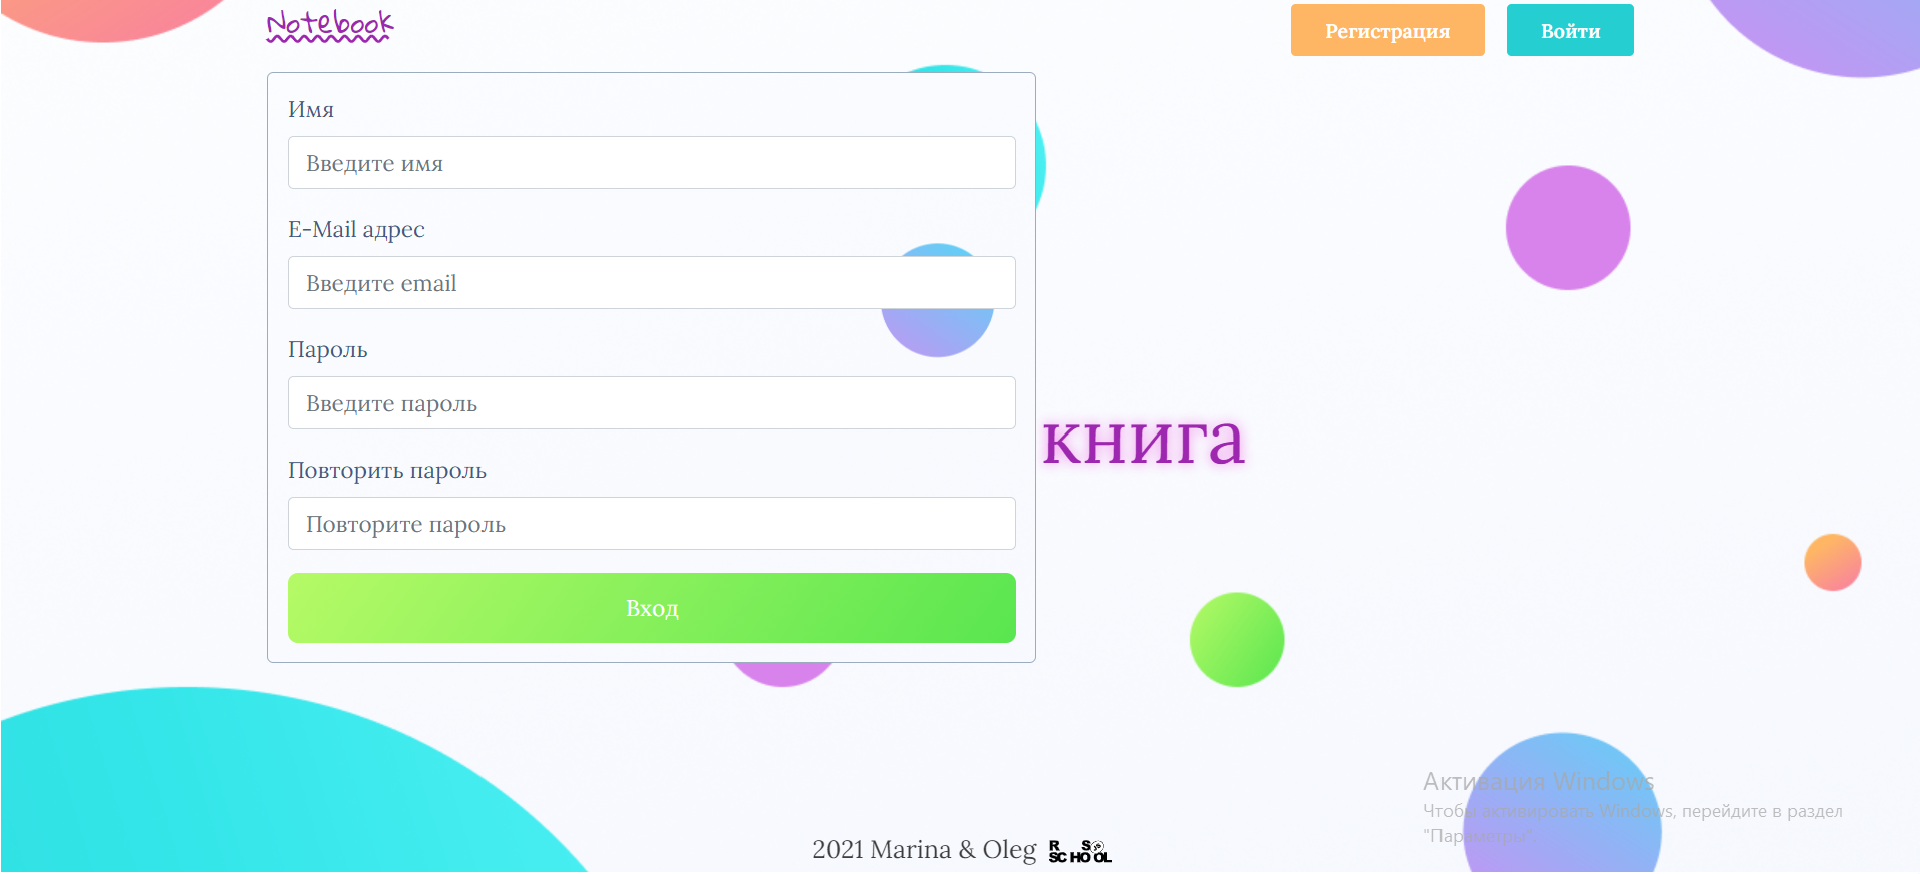 Notebook
Регистрация
Войти
Имя
Введите имя
E-Mail адрес
Введите email
Пароль
Введите пароль
книга
Повторить пароль
Повторите пароль
Вход
Активация Windows
Чтобы активировать Windows, перейдите в раздел
"Параметры".
2021 Marina & Oleg
RS
SCHOOL